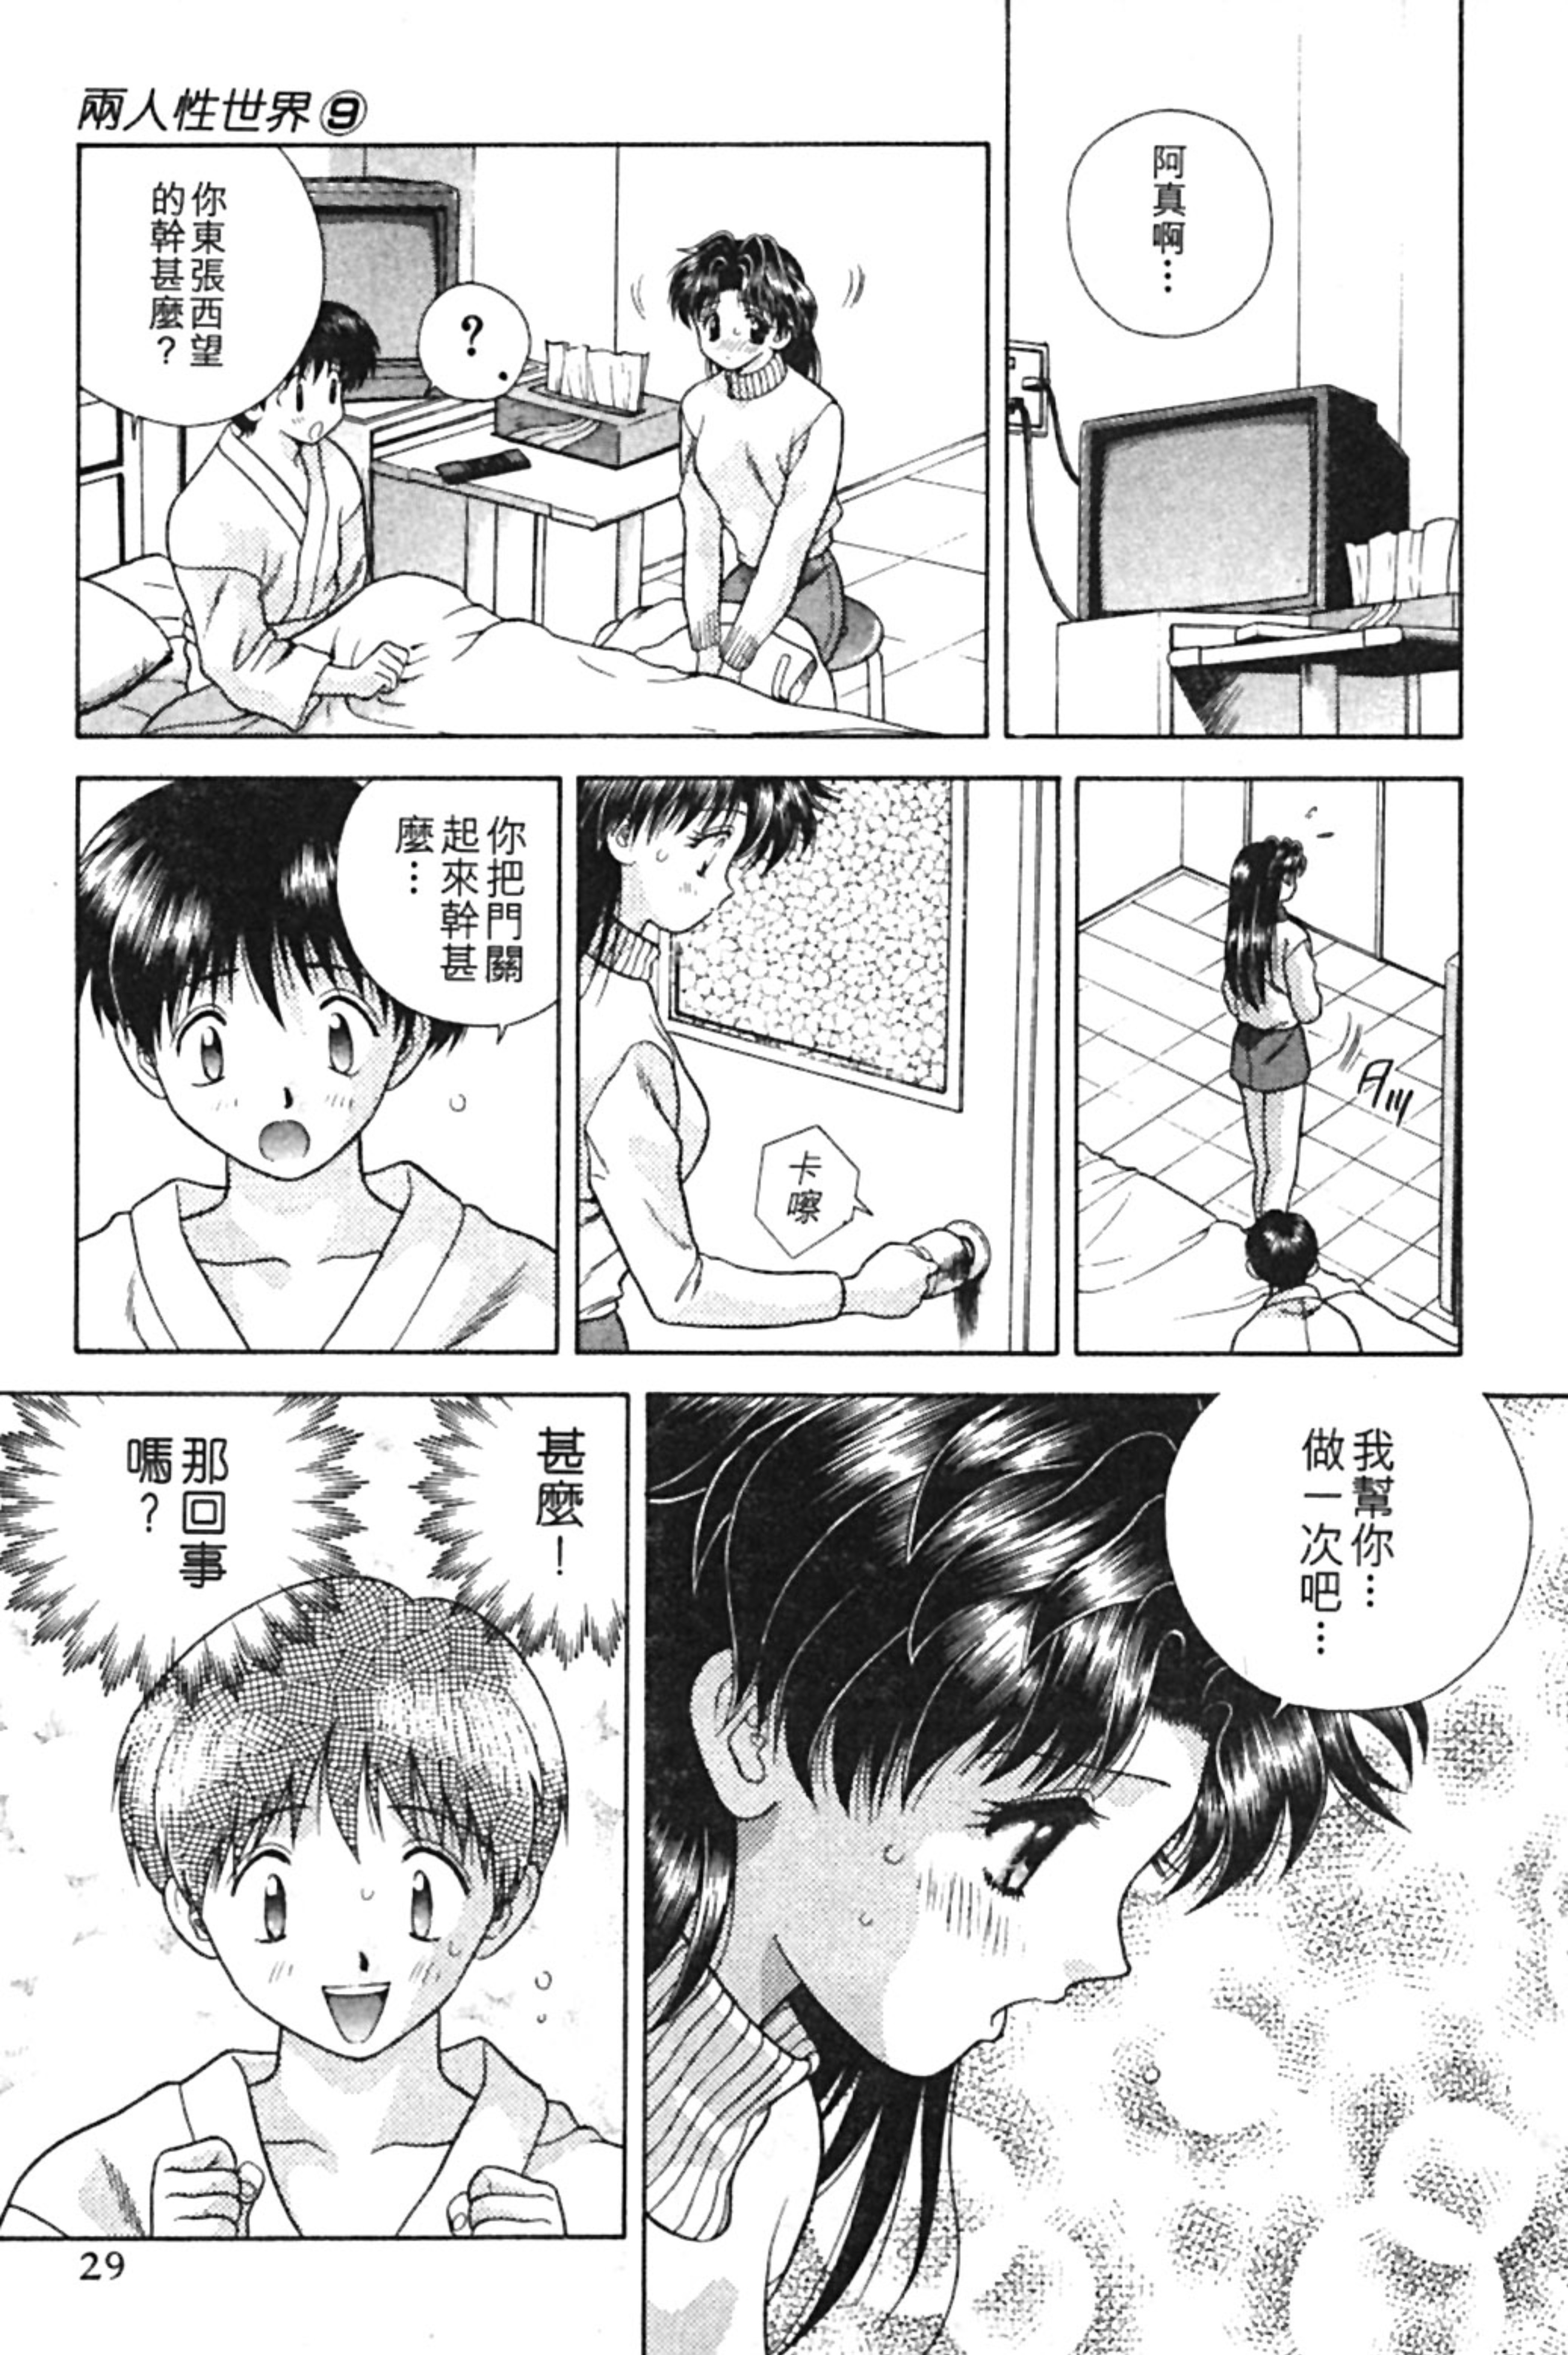 兩人性世界⑨
阿真啊…
你東張西望
的幹甚麼？
？
卡嚓
你把門關
起來幹甚
麼…
我幫你…
做一次吧…
甚麼！
那回事
嗎？
29